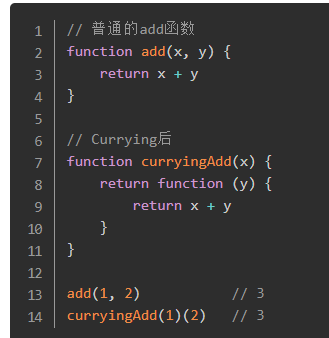 1 // 普通的add函数
2 function add(x, y) {
3     return x + y
4 }
5
6 // Currying后
7 function curryingAdd(x) {
8     return function (y) {
9         return x + y
10     }
11 }
12
13 add(1, 2)           // 3
14 curryingAdd(1)(2)   // 3